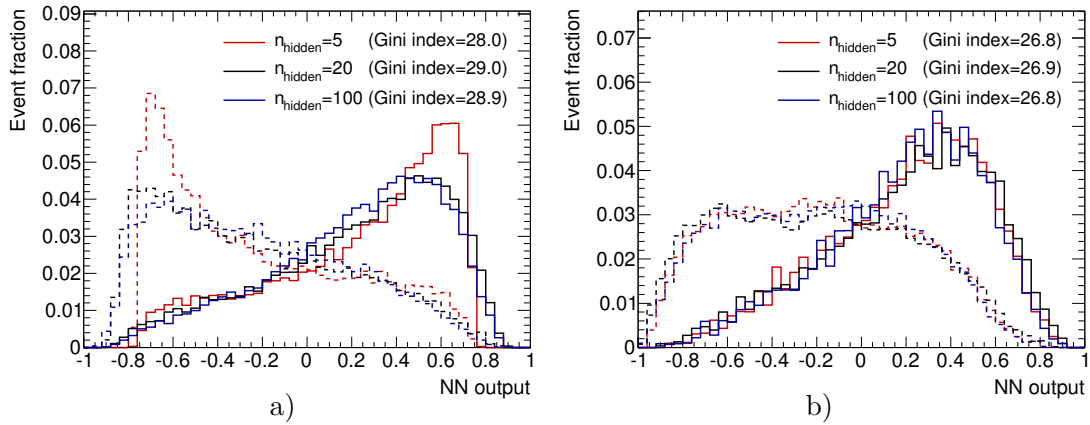 Event fraction
0.09
0.08
0.07
0.06
0.05
0.04
0.03
0.02
0.01
0
n_hidden=5 (Gini index=28.0)
n_hidden=20 (Gini index=29.0)
n_hidden=100 (Gini index=28.9)
-1 -0.8 -0.6 -0.4 -0.2 0 0.2 0.4 0.6 0.8 1
NN output
a)
Event fraction
0.07
0.06
0.05
0.04
0.03
0.02
0.01
0
n_hidden=5 (Gini index=26.8)
n_hidden=20 (Gini index=26.9)
n_hidden=100 (Gini index=26.8)
-1 -0.8 -0.6 -0.4 -0.2 0 0.2 0.4 0.6 0.8 1
NN output
b)